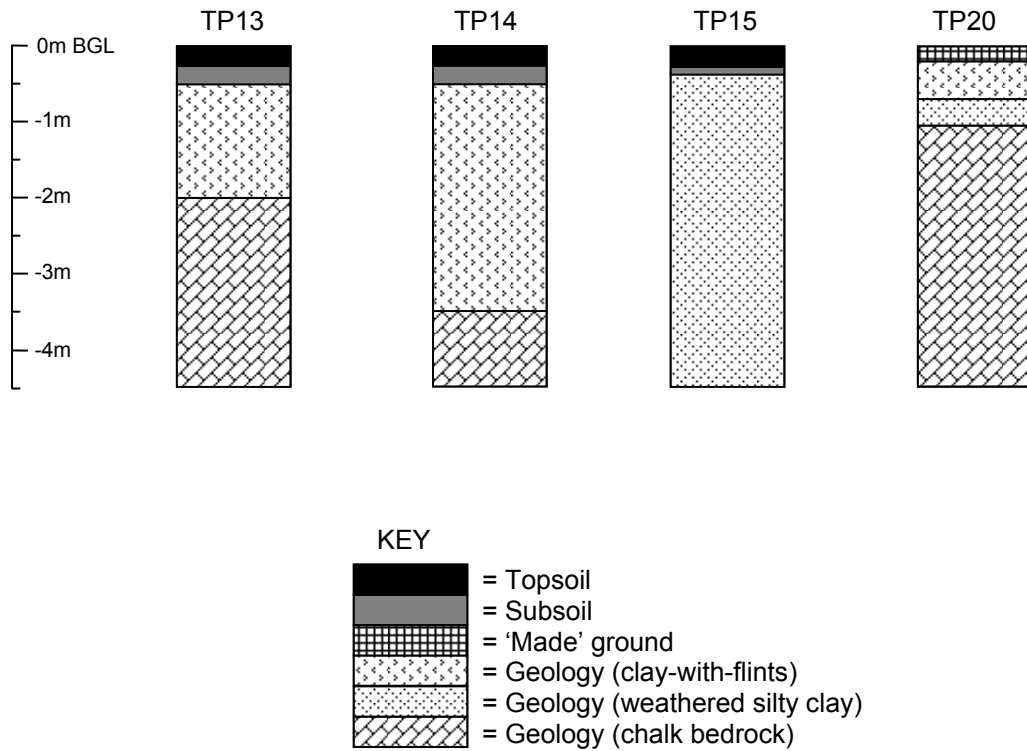 TP13 TP14 TP15 TP20
0m BGL
-1m
-2m
-3m
-4m
KEY
= Topsoil
= Subsoil
= ‘Made’ ground
= Geology (clay-with-flints)
= Geology (weathered silty clay)
= Geology (chalk bedrock)